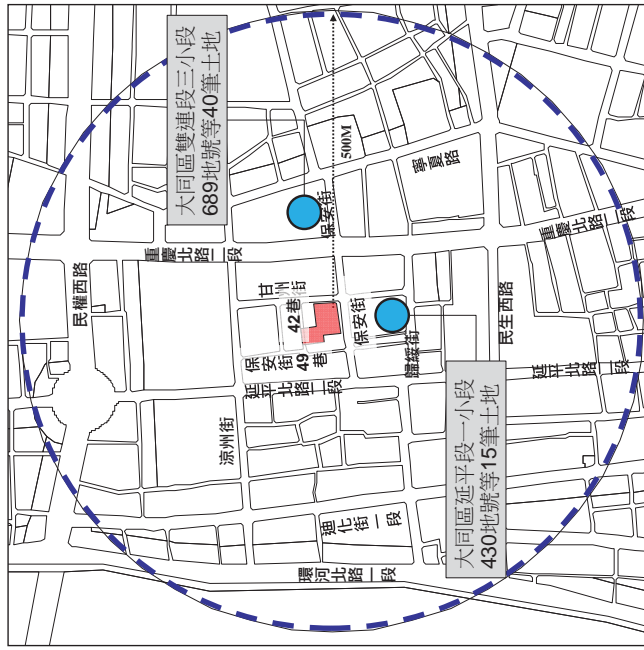 大同區雙連段三小段
689地號等40筆土地
500M
保安街
寧夏路
重慶北路二段
重慶北路二段
民權西路
甘州街
42巷
保安街
保安街
49巷
歸綏街
民生西路
延平北路二段
延平北路二段
涼州街
大同區延平段一小段
430地號等15筆土地
迪化街一段
環河北路一段